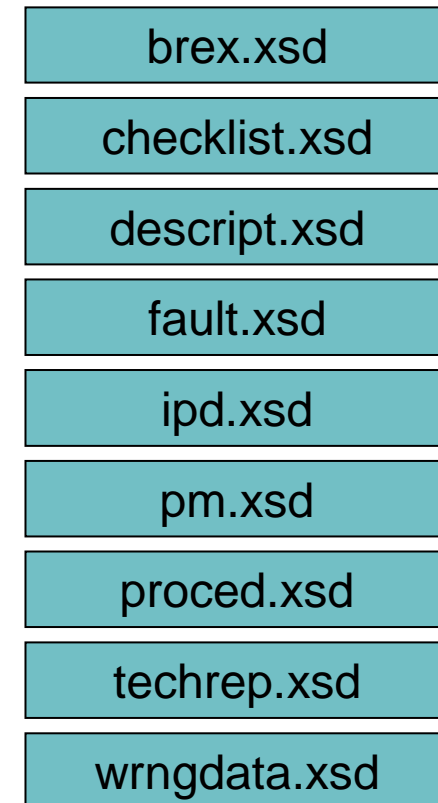 brex.xsd
checklist.xsd
descript.xsd
fault.xsd
ipd.xsd
pm.xsd
proced.xsd
techrep.xsd
wrngdata.xsd